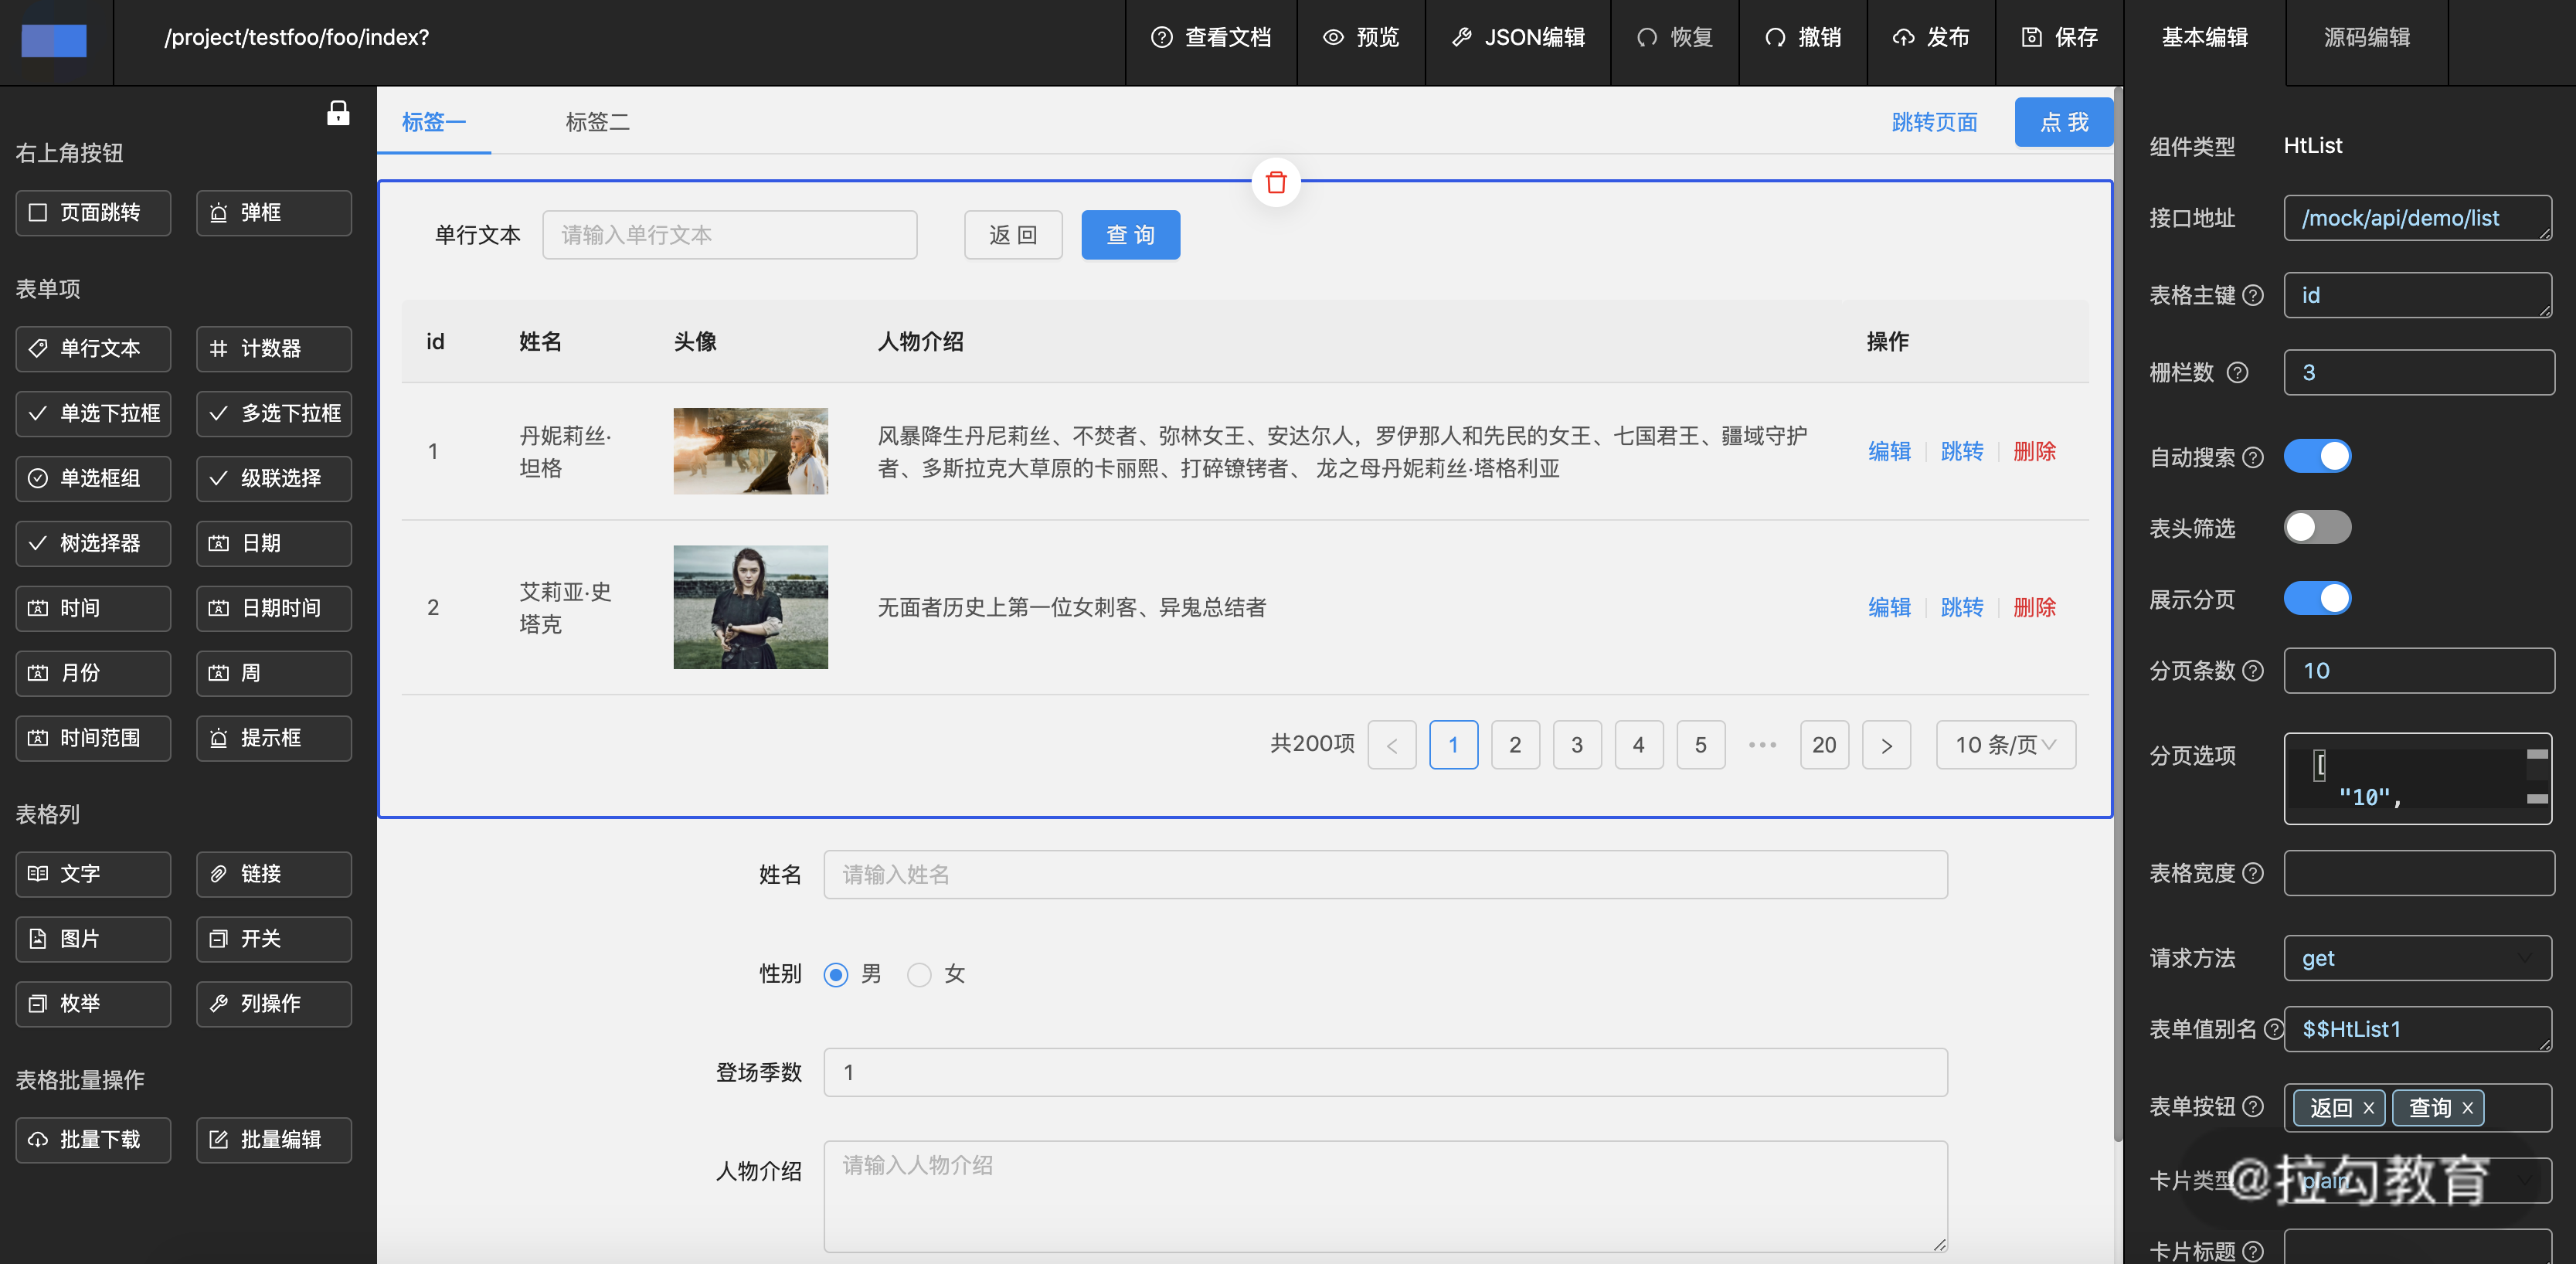 /project/testfoo/foo/index?
查看文档
预览
JSON编辑
恢复
撤销
发布
保存
基本编辑
源码编辑
右上角按钮
页面跳转
弹框
表单项
单行文本
计数器
单选下拉框
多选下拉框
单选框组
级联选择
树选择器
日期
时间
日期时间
月份
周
时间范围
提示框
表格列
文字
链接
图片
开关
枚举
列操作
表格批量操作
批量下载
批量编辑
标签一
标签二
跳转页面
点 我
单行文本
请输入单行文本
返 回
查 询
id
姓名
头像
人物介绍
操作
1
丹妮莉丝·
坦格
风暴降生丹尼莉丝、不焚者、弥林女王、安达尔人，罗伊那人和先民的女王、七国君王、疆域守护
者、多斯拉克大草原的卡丽熙、打碎镣铐者、 龙之母丹妮莉丝·塔格利亚
编辑
跳转
删除
2
艾莉亚·史
塔克
无面者历史上第一位女刺客、异鬼总结者
编辑
跳转
删除
共200项
<
1
2
3
4
5
•••
20
>
10 条/页
姓名
请输入姓名
性别
男
女
登场季数
1
人物介绍
请输入人物介绍
组件类型
HtList
接口地址
/mock/api/demo/list
表格主键
id
栅栏数
3
自动搜索
表头筛选
展示分页
分页条数
10
分页选项
[
"10",
表格宽度
请求方法
get
表单值别名
$$HtList1
表单按钮
返回 ×
查询 ×
卡片类型
plain
@拉勾教育
卡片标题